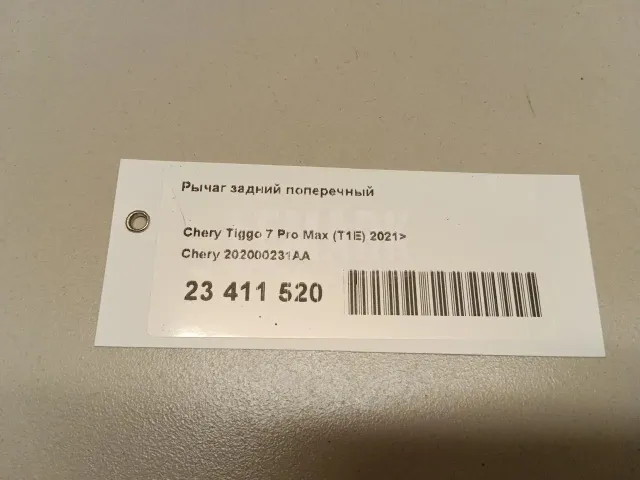 Рычаг задний поперечный
Chery Tiggo 7 Pro Max (T1E) 2021>
Chery 202000231AA
23 411 520